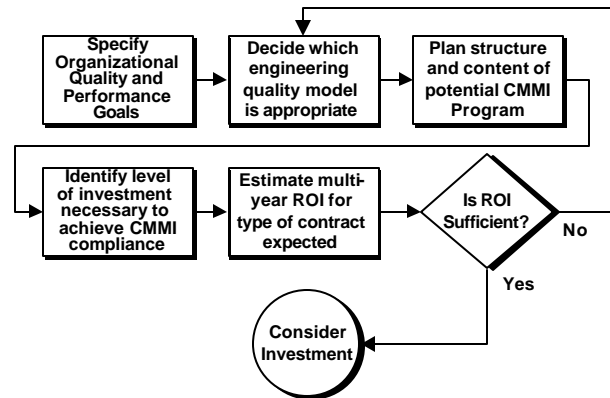 Specify
Organizational
Quality and
Performance
Goals
Decide which
engineering
quality model
is appropriate
Plan structure
and content of
potential CMMI
Program
Identify level
of investment
necessary to
achieve CMMI
compliance
Estimate multi-
year ROI for
type of contract
expected
Is ROI
Sufficient?
No
Yes
Consider
Investment